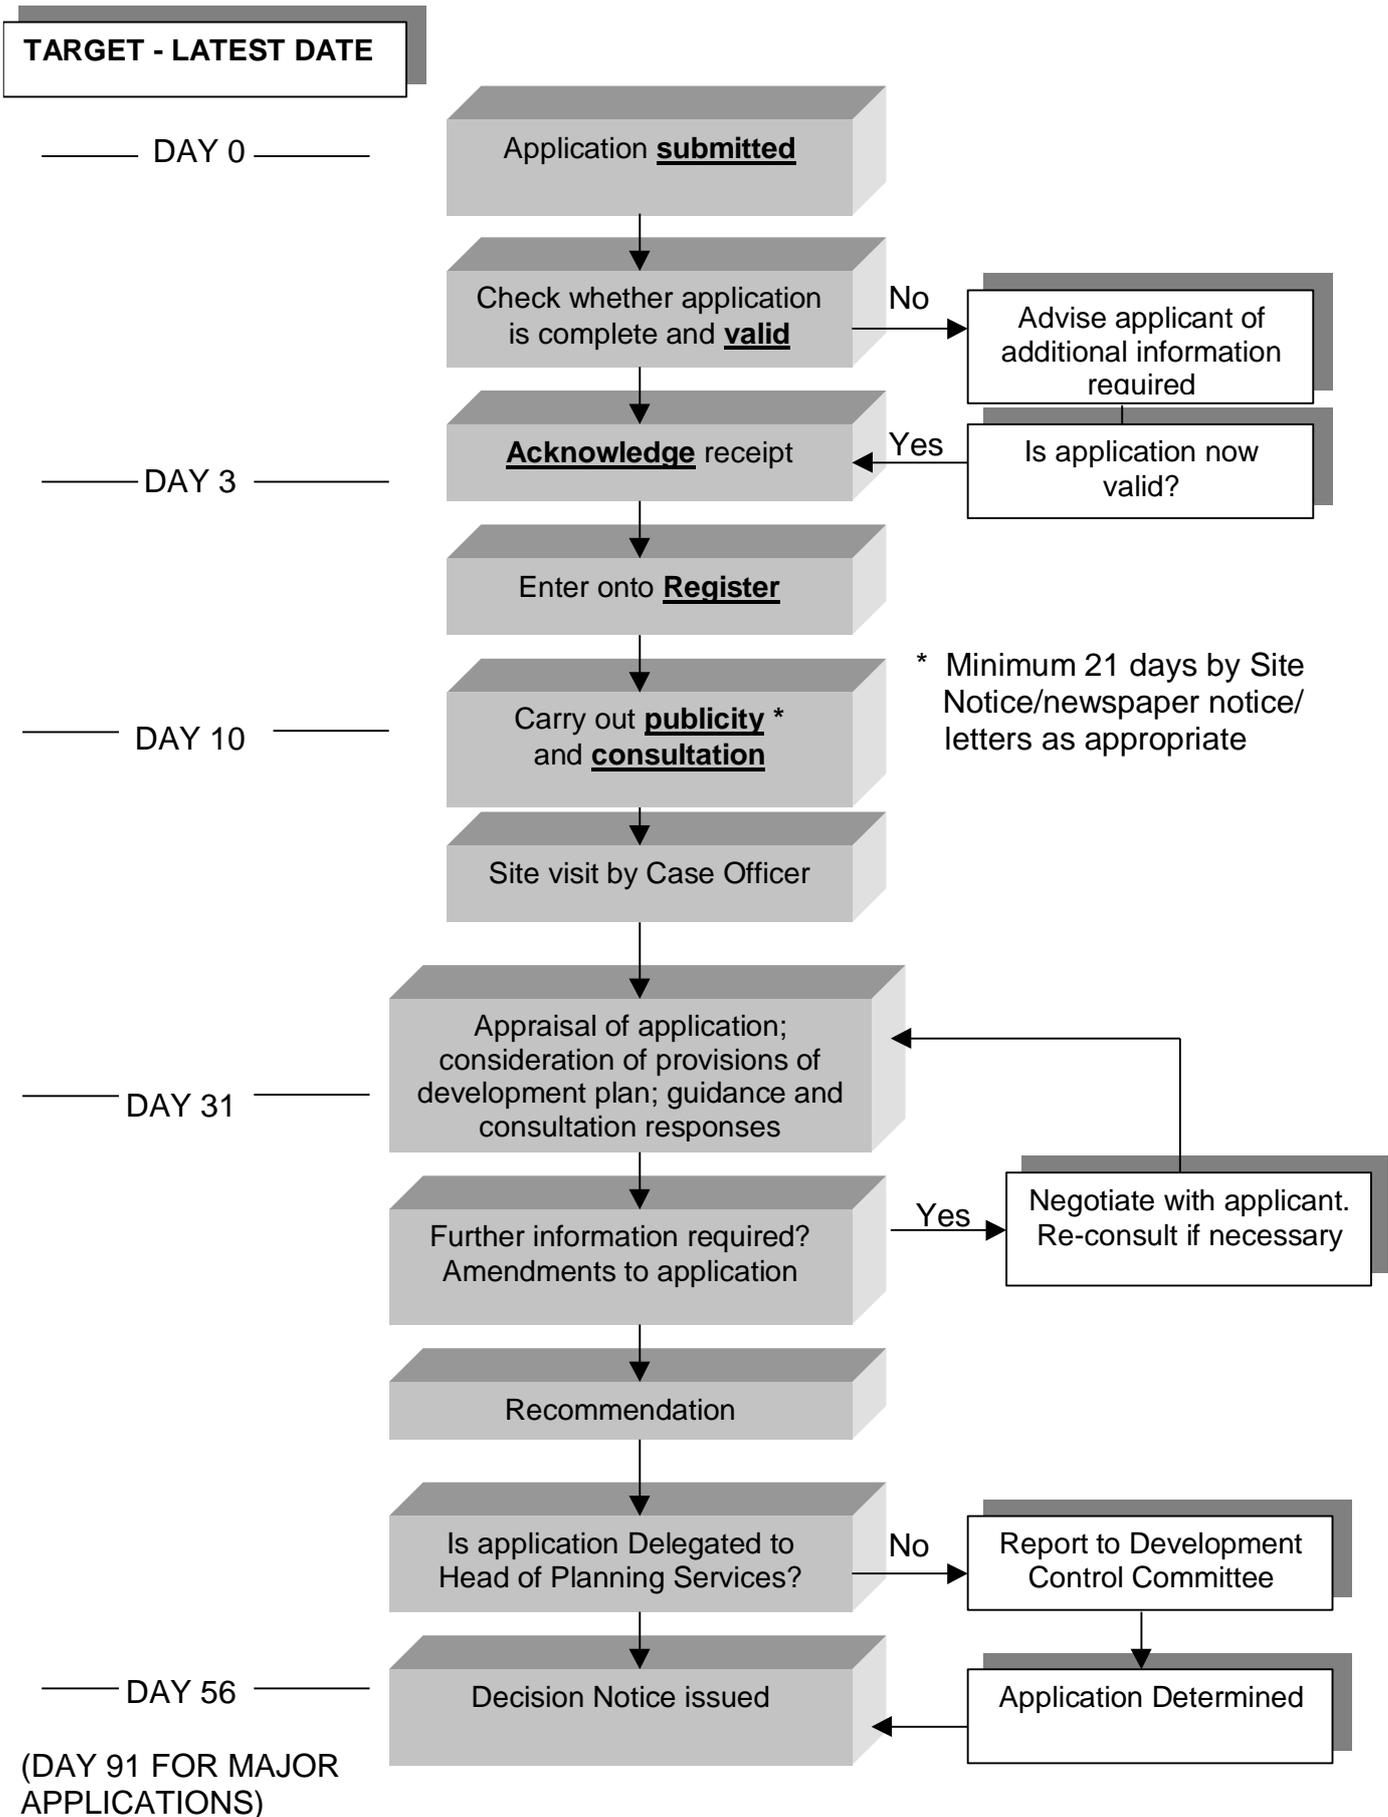 TARGET - LATEST DATE
DAY 0
Application submitted
Check whether application
is complete and valid
No
Advise applicant of
additional information
required
DAY 3
Acknowledge receipt
Yes
Is application now
valid?
Enter onto Register
DAY 10
Carry out publicity *
and consultation
* Minimum 21 days by Site
Notice/newspaper notice/
letters as appropriate
Site visit by Case Officer
DAY 31
Appraisal of application;
consideration of provisions of
development plan; guidance and
consultation responses
Further information required?
Amendments to application
Yes
Negotiate with applicant.
Re-consult if necessary
Recommendation
Is application Delegated to
Head of Planning Services?
No
Report to Development
Control Committee
DAY 56
Decision Notice issued
Application Determined
(DAY 91 FOR MAJOR
APPLICATIONS)